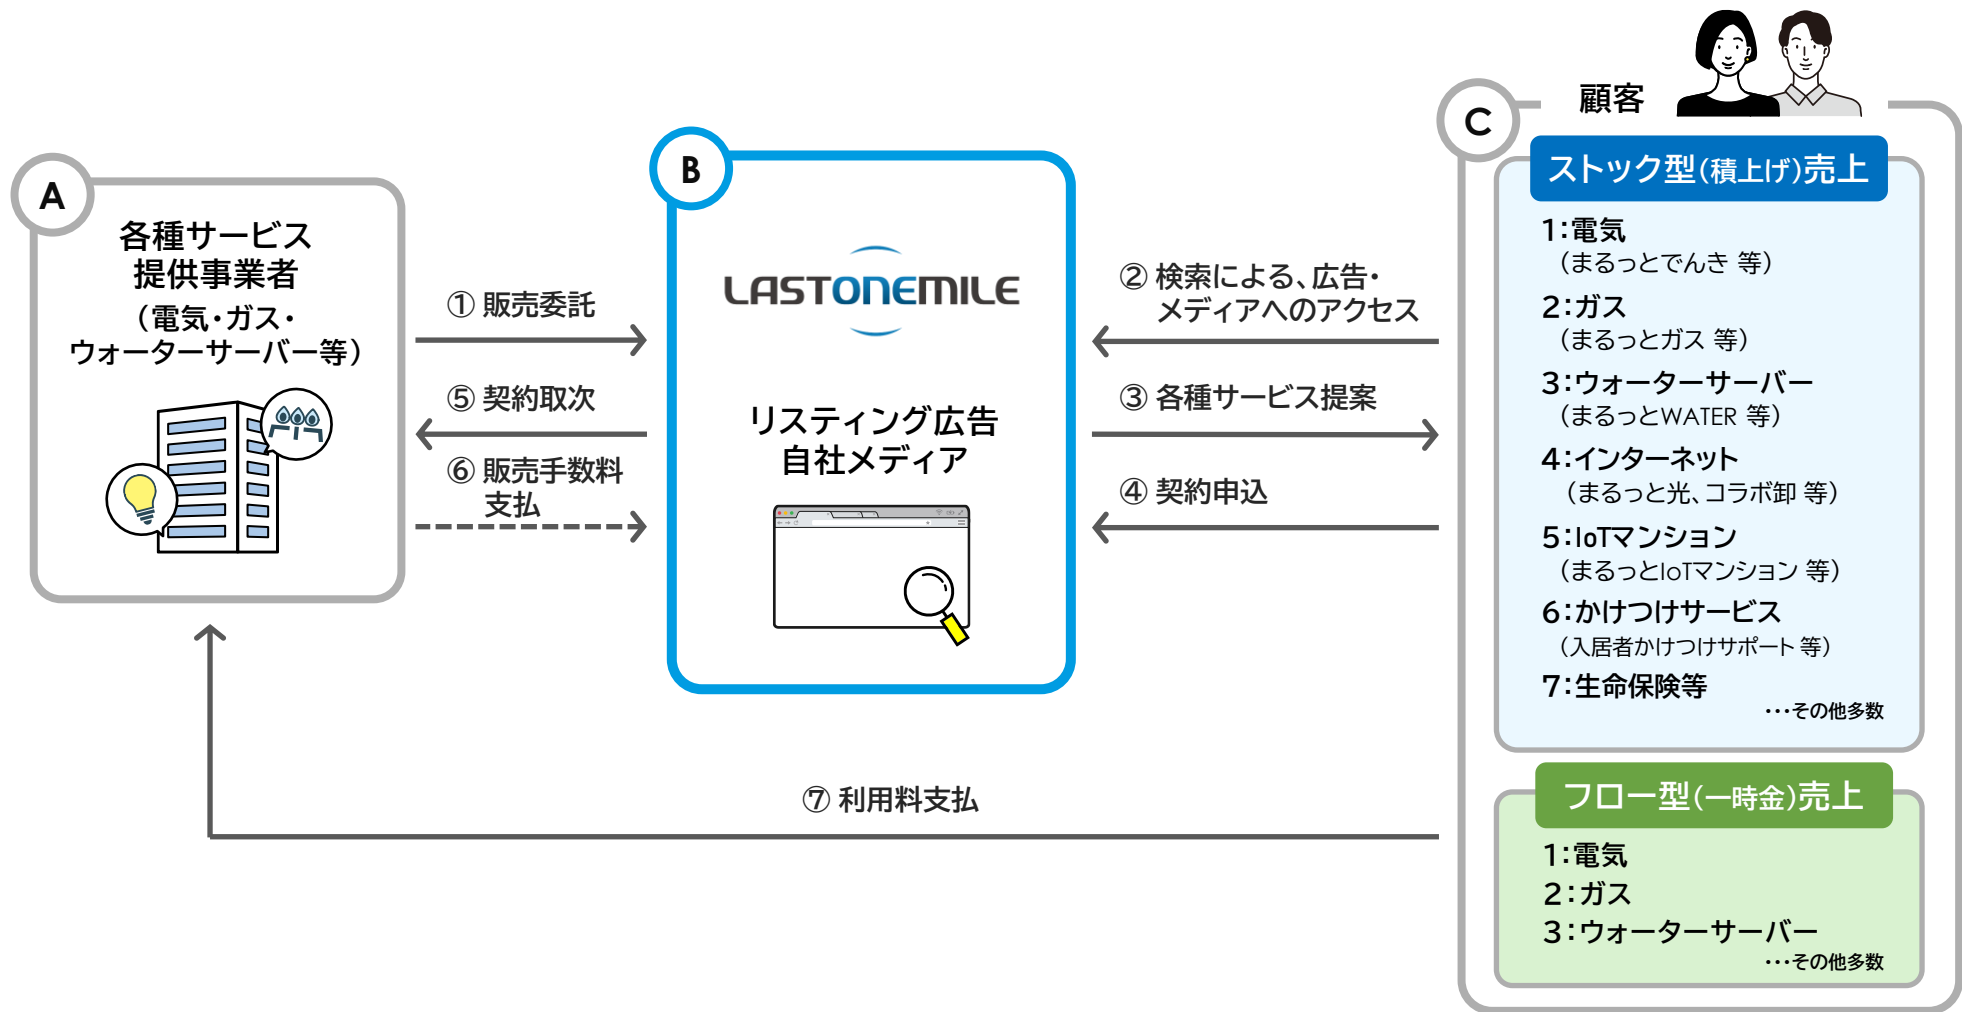 A
各種サービス
提供事業者
（電気・ガス・
ウォーターサーバー等）
① 販売委託
⑤ 契約取次
⑥ 販売手数料
支払
B
LASTONEMILE
リスティング広告
自社メディア
② 検索による、広告・
メディアへのアクセス
③ 各種サービス提案
④ 契約申込
⑦ 利用料支払
C
顧客
ストック型（積上げ）売上
1：電気
（まるっとでんき 等）
2：ガス
（まるっとガス 等）
3：ウォーターサーバー
（まるっとWATER 等）
4：インターネット
（まるっと光、コラボ卸 等）
5：IoTマンション
（まるっとIoTマンション 等）
6：かけつけサービス
（入居者かけつけサポート 等）
7：生命保険等
・・・その他多数
フロー型（一時金）売上
1：電気
2：ガス
3：ウォーターサーバー
・・・その他多数